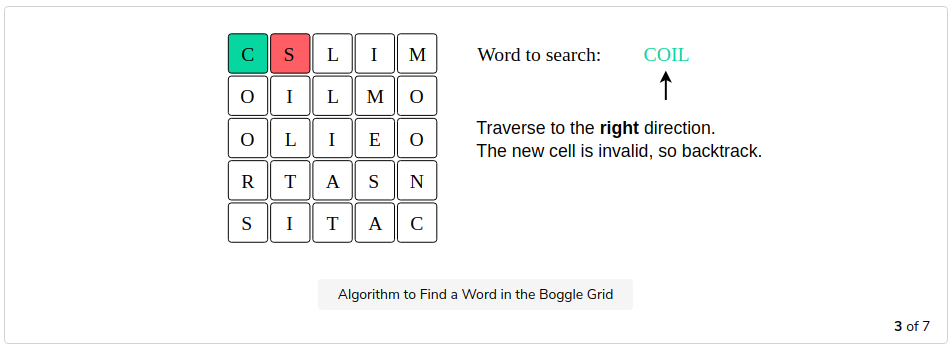 C S L I M
Word to search: COIL
O I L M O
Traverse to the right direction.
The new cell is invalid, so backtrack.
O L I E O
R T A S N
S I T A C
Algorithm to Find a Word in the Boggle Grid
3 of 7